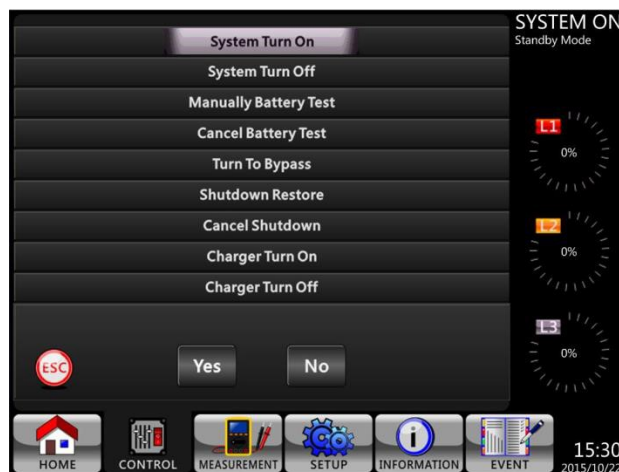 System Turn On
System Turn Off
Manually Battery Test
Cancel Battery Test
Turn To Bypass
Shutdown Restore
Cancel Shutdown
Charger Turn On
Charger Turn Off
ESC
Yes
No
SYSTEM ON
Standby Mode
L1
0%
L2
0%
L3
0%
HOME
CONTROL
MEASUREMENT
SETUP
INFORMATION
EVENT
15:30
2015/10/22